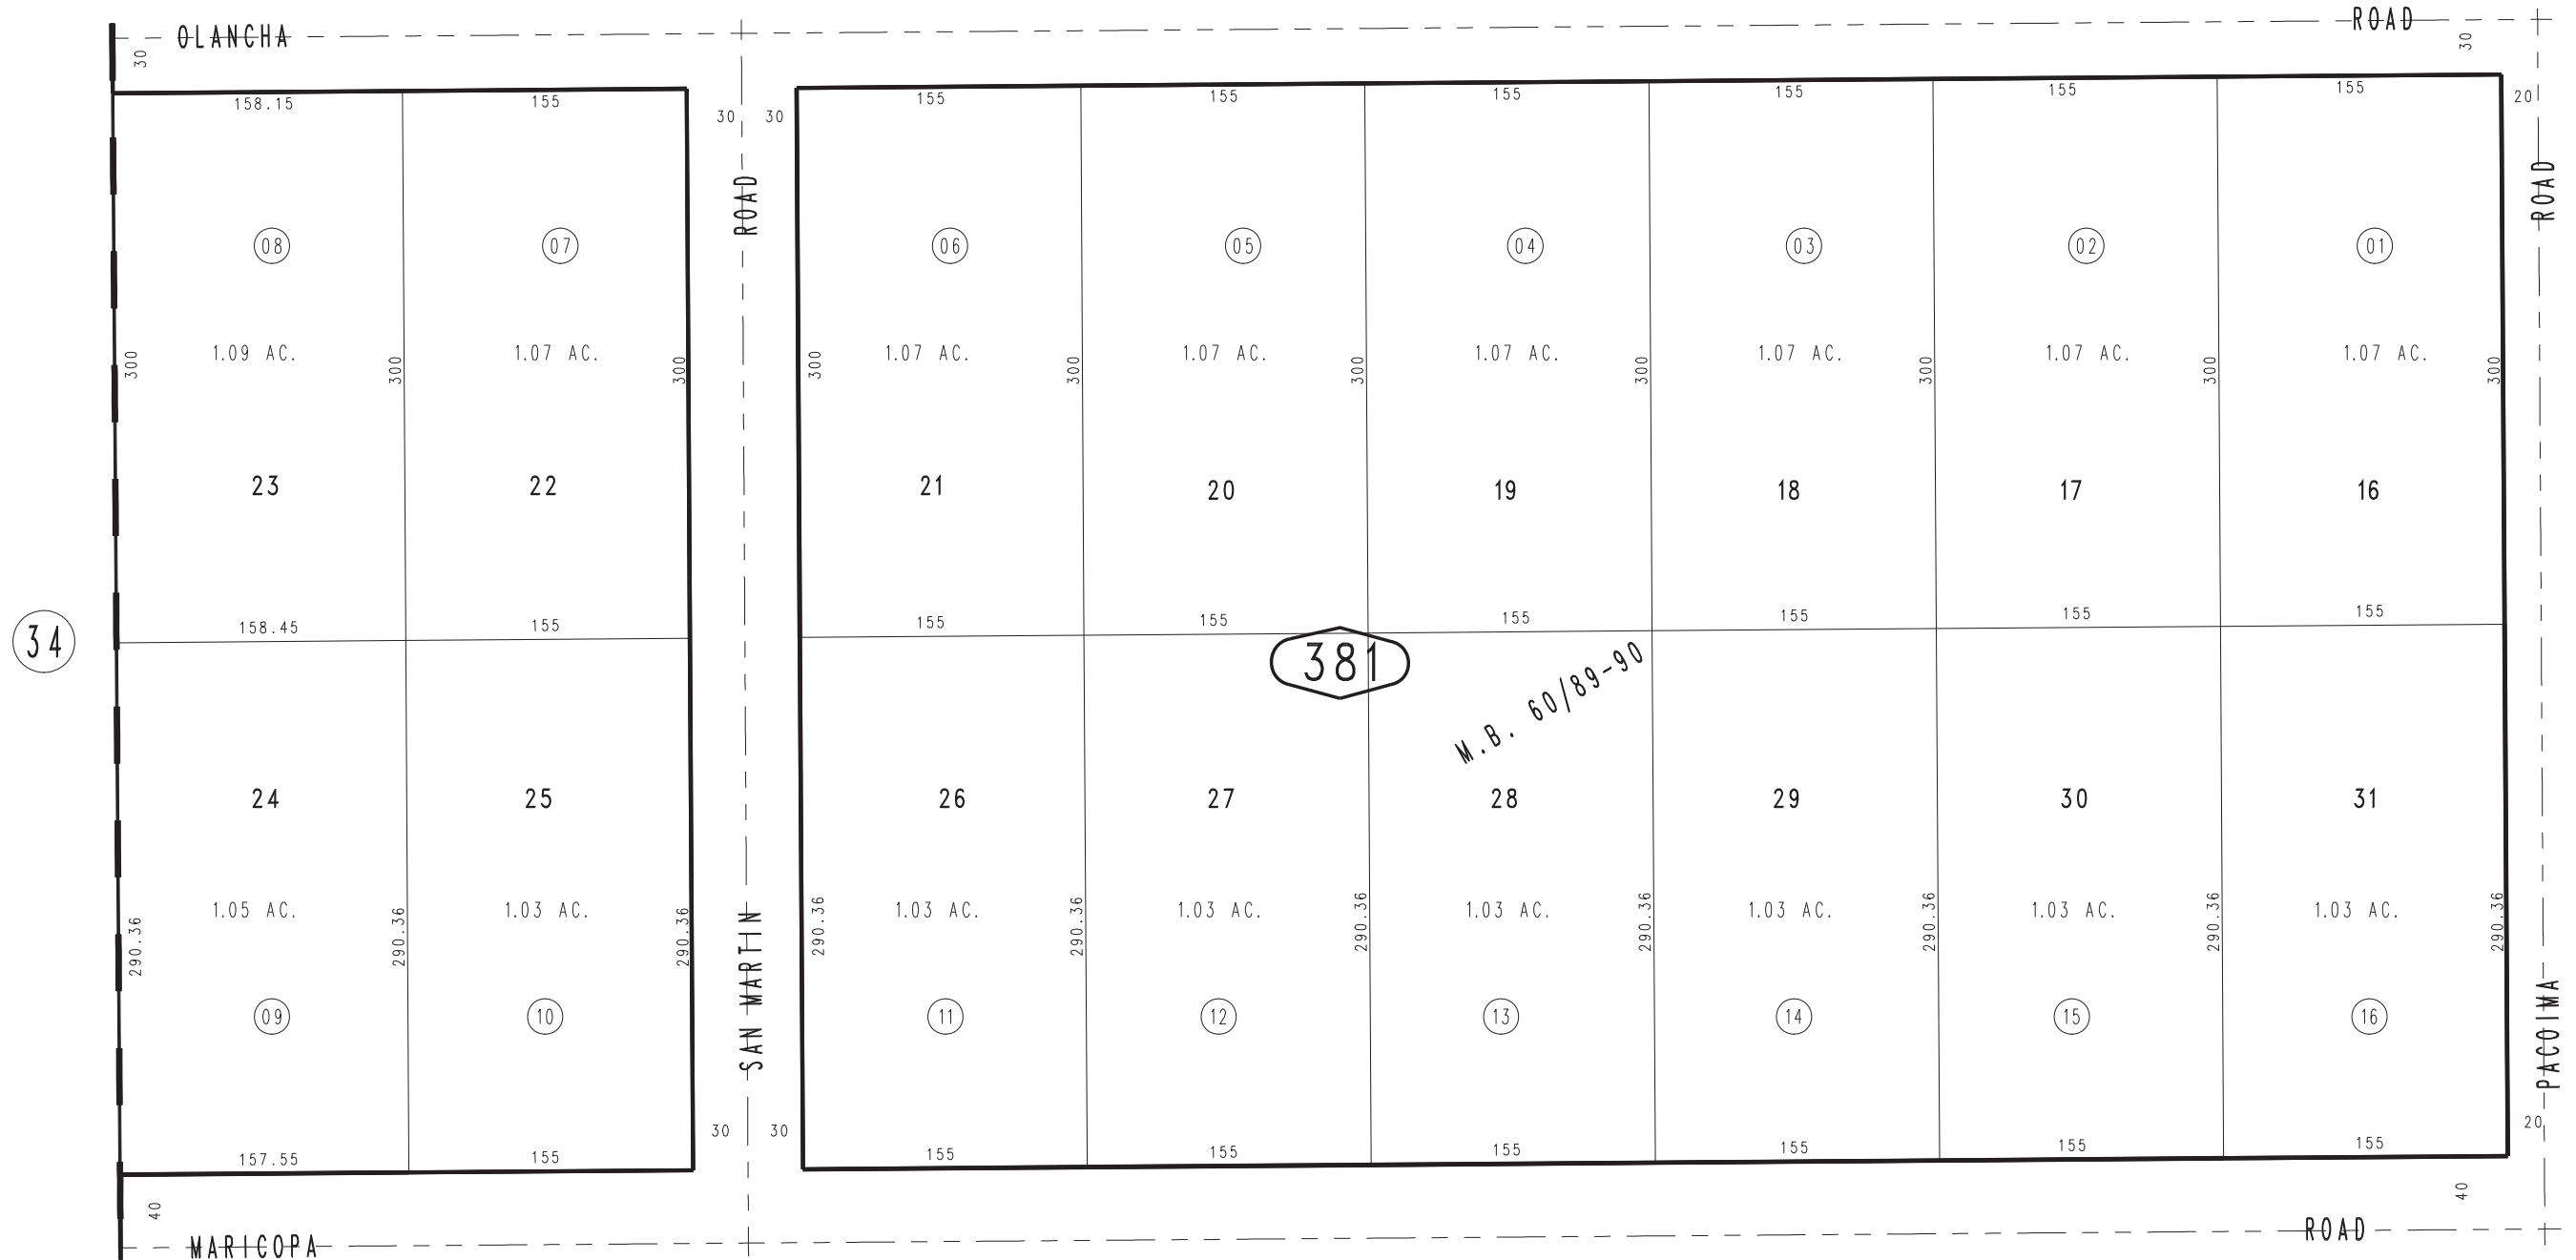 OLANCHA ROAD
30 30
158.15 155 155 155 155 155 155 155
30 30 20
ROAD ROAD
08 07 06 05 04 03 02 01
1.09 AC. 1.07 AC. 1.07 AC. 1.07 AC. 1.07 AC. 1.07 AC. 1.07 AC. 1.07 AC.
300 300 300 300 300 300 300 300 300 300
23 22 21 20 19 18 17 16
158.45 155 155 155 155 155 155 155
34
381
M.B. 60/89-90
24 25 26 27 28 29 30 31
1.05 AC. 1.03 AC. 1.03 AC. 1.03 AC. 1.03 AC. 1.03 AC. 1.03 AC. 1.03 AC.
290.36 290.36 290.36 290.36 290.36 290.36 290.36 290.36 290.36 290.36
SAN MARTIN PACOIMA
09 10 11 12 13 14 15 16
30 30 20
157.55 155 155 155 155 155 155 155
40 40
MARICOPA ROAD